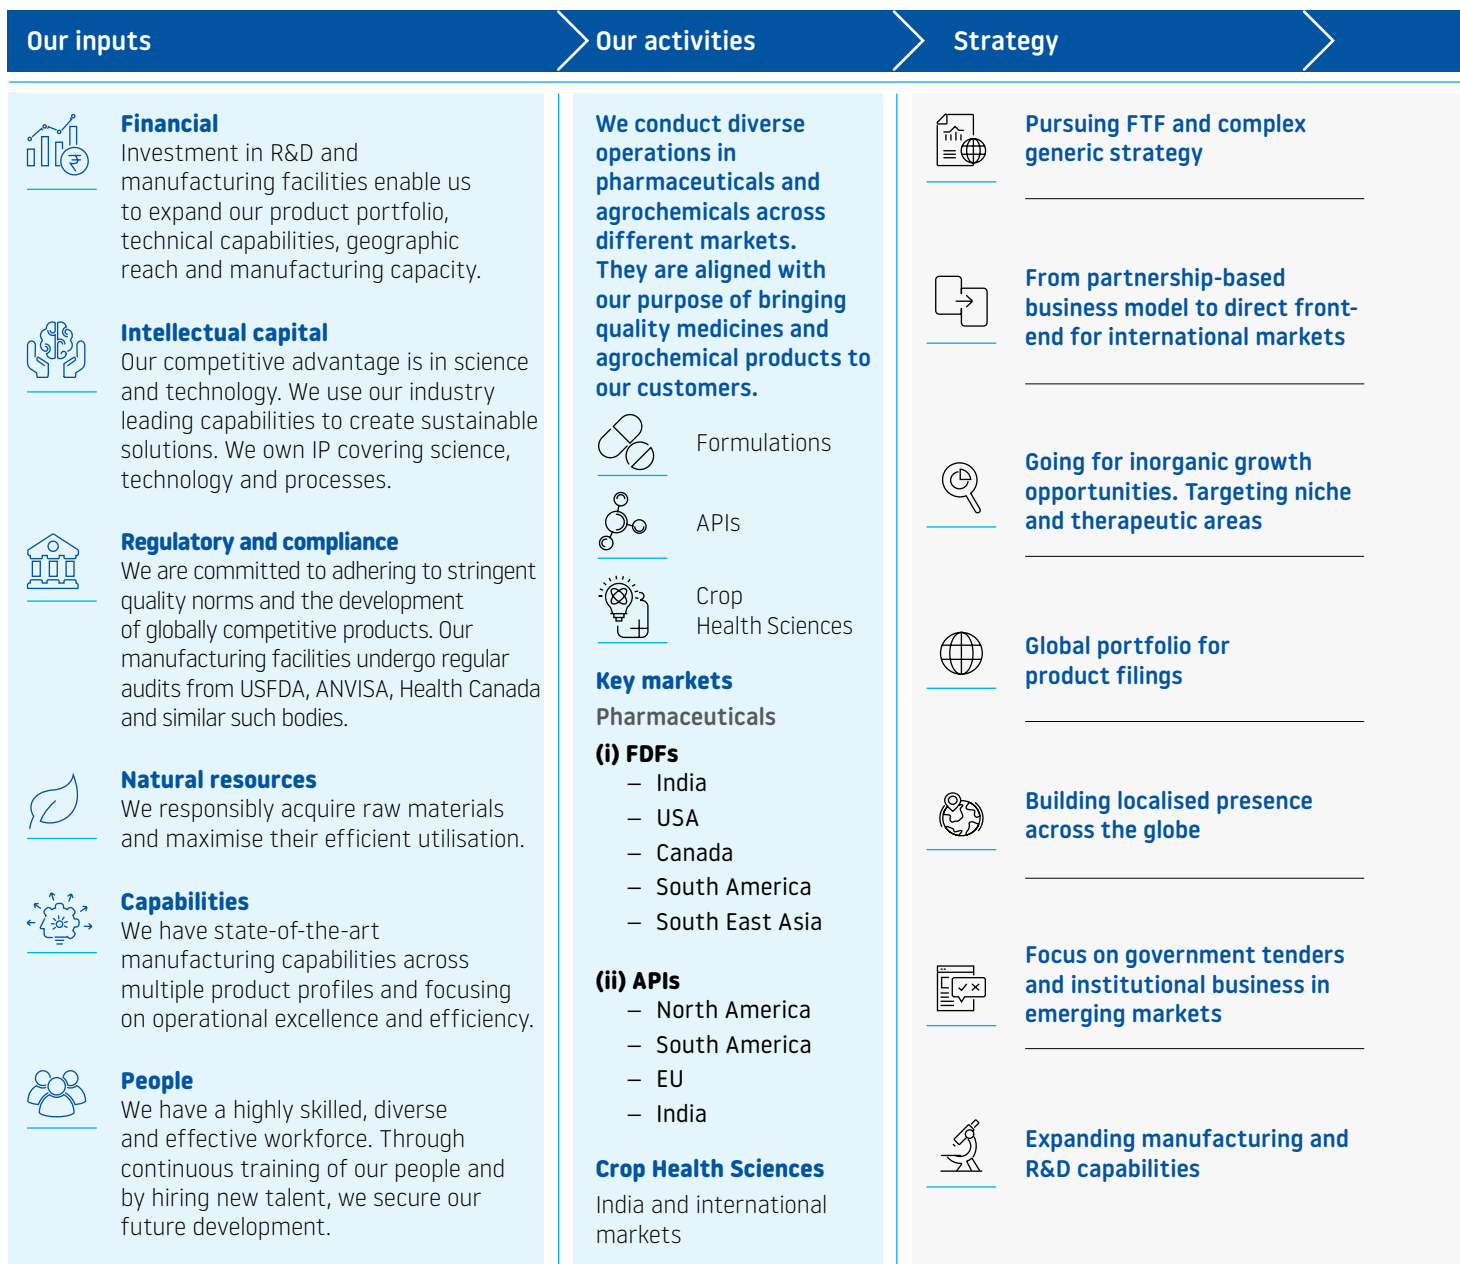 Our inputs
Our activities
Strategy
Financial
Investment in R&D and
manufacturing facilities enable us
to expand our product portfolio,
technical capabilities, geographic
reach and manufacturing capacity.
Intellectual capital
Our competitive advantage is in science
and technology. We use our industry
leading capabilities to create sustainable
solutions. We own IP covering science,
technology and processes.
Regulatory and compliance
We are committed to adhering to stringent
quality norms and the development
of globally competitive products. Our
manufacturing facilities undergo regular
audits from USFDA, ANVISA, Health Canada
and similar such bodies.
Natural resources
We responsibly acquire raw materials
and maximise their efficient utilisation.
Capabilities
We have state-of-the-art
manufacturing capabilities across
multiple product profiles and focusing
on operational excellence and efficiency.
People
We have a highly skilled, diverse
and effective workforce. Through
continuous training of our people and
by hiring new talent, we secure our
future development.
We conduct diverse
operations in
pharmaceuticals and
agrochemicals across
different markets.
They are aligned with
our purpose of bringing
quality medicines and
agrochemical products to
our customers.
Formulations
APIs
Crop
Health Sciences
Key markets
Pharmaceuticals
(i) FDFs
– India
– USA
– Canada
– South America
– South East Asia
(ii) APIs
– North America
– South America
– EU
– India
Crop Health Sciences
India and international
markets
Pursuing FTF and complex
generic strategy
From partnership-based
business model to direct front-
end for international markets
Going for inorganic growth
opportunities. Targeting niche
and therapeutic areas
Global portfolio for
product filings
Building localised presence
across the globe
Focus on government tenders
and institutional business in
emerging markets
Expanding manufacturing and
R&D capabilities